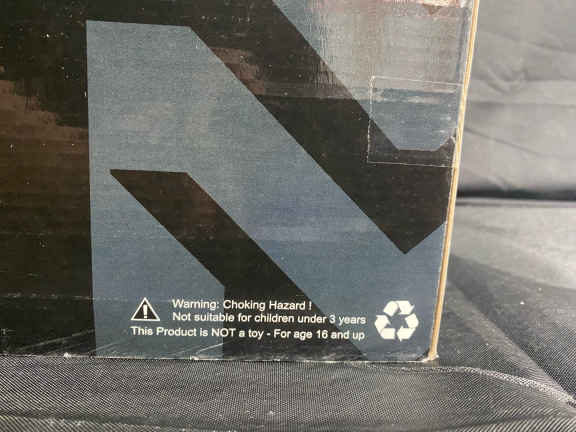 Warning: Choking Hazard !
Not suitable for children under 3 years
This Product is NOT a toy - For age 16 and up